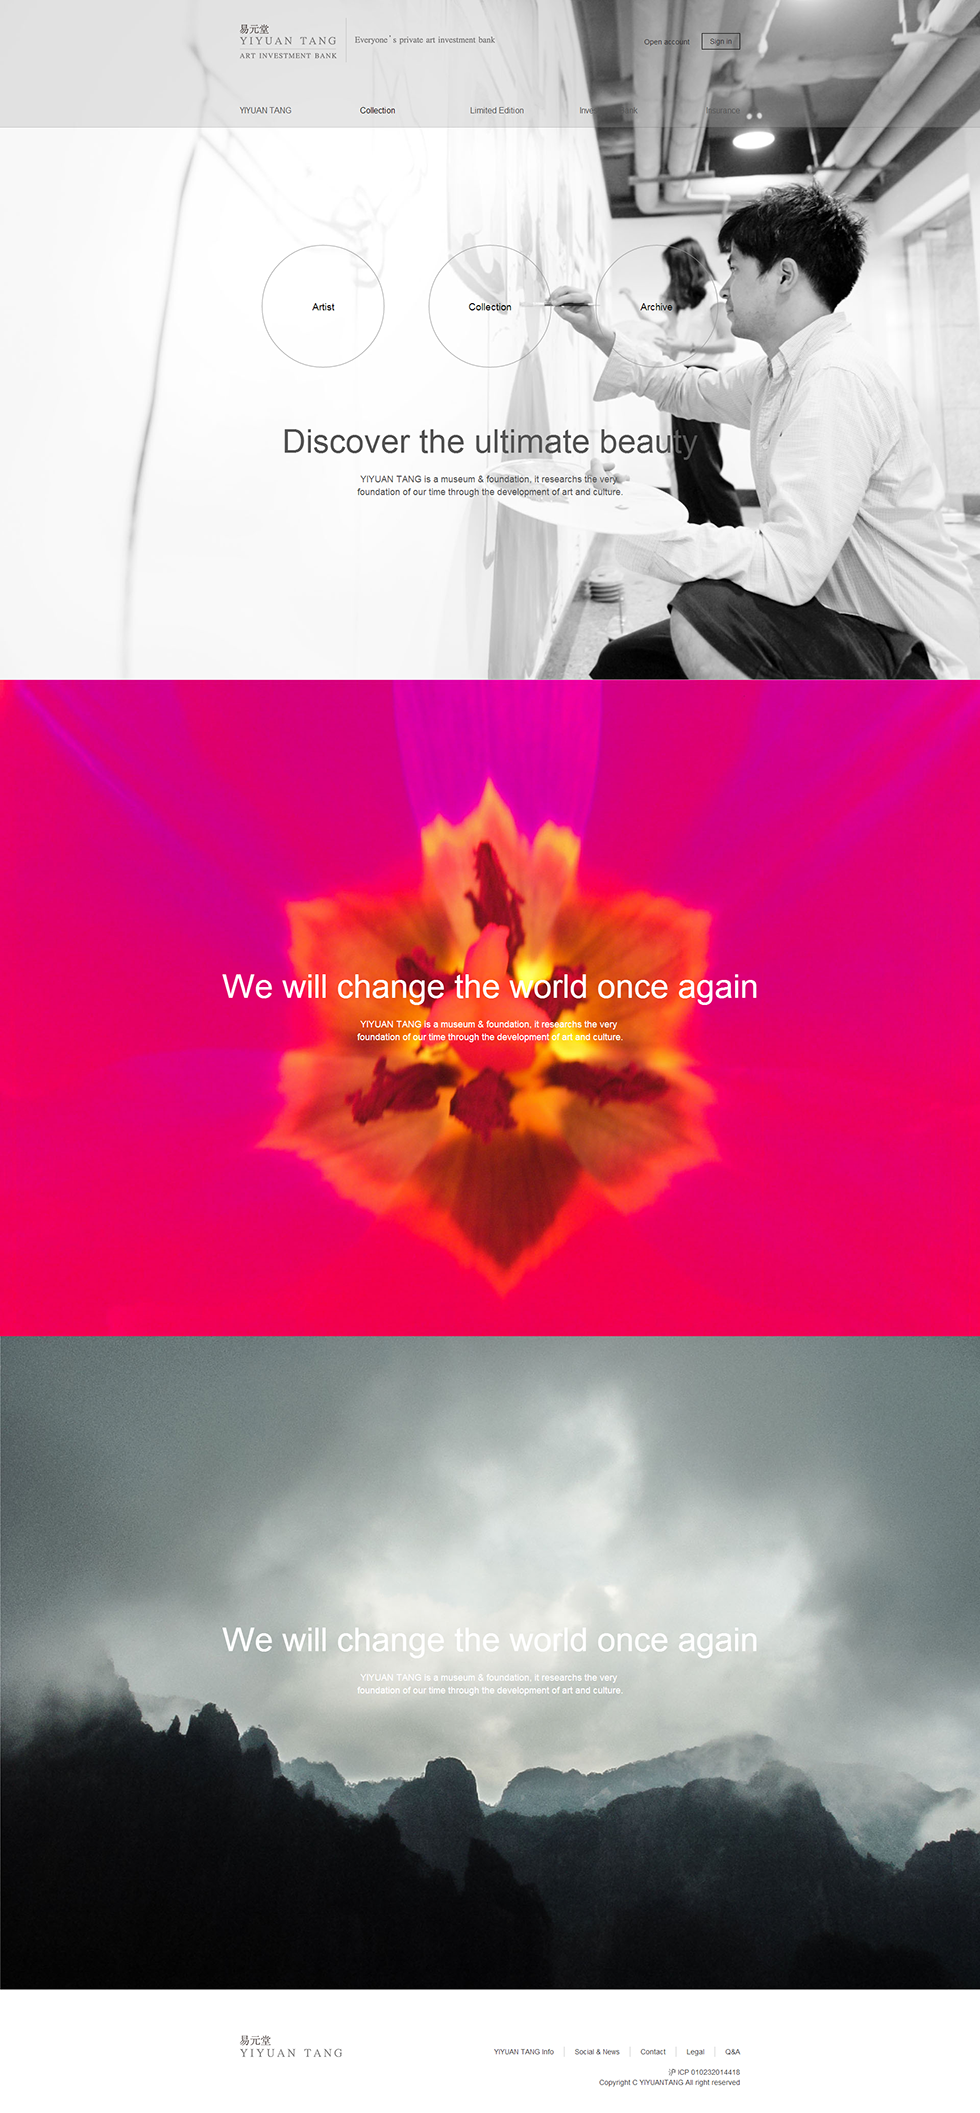 易元堂
YIYUAN TANG
ART INVESTMENT BANK
Everyone's private art investment bank
Open account
Sign in
YIYUAN TANG
Collection
Limited Edition
Investment Bank
Insurance
Artist
Collection
Archive
Discover the ultimate beauty
YIYUAN TANG is a museum & foundation, it researchs the very
foundation of our time through the development of art and culture.
We will change the world once again
YIYUAN TANG is a museum & foundation, it researchs the very
foundation of our time through the development of art and culture.
We will change the world once again
YIYUAN TANG is a museum & foundation, it researchs the very
foundation of our time through the development of art and culture.
易元堂
YIYUAN TANG
YIYUAN TANG Info
Social & News
Contact
Legal
Q&A
沪 ICP 010232014418
Copyright C YIYUANTANG All right reserved